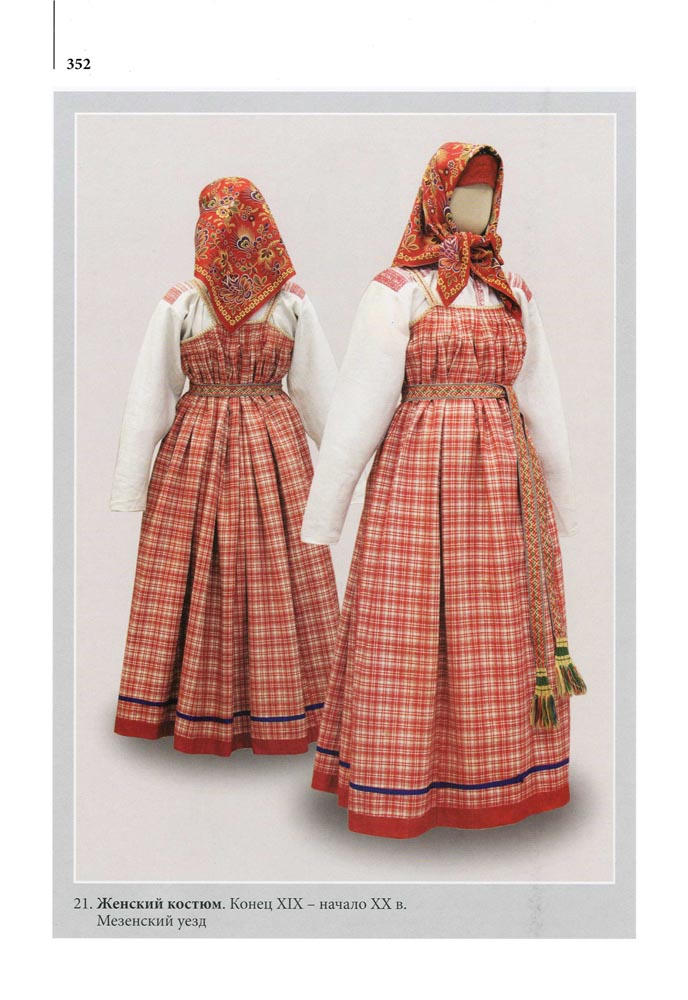 352
21. Женский костюм. Конец XIX – начало XX в.
Мезенский уезд